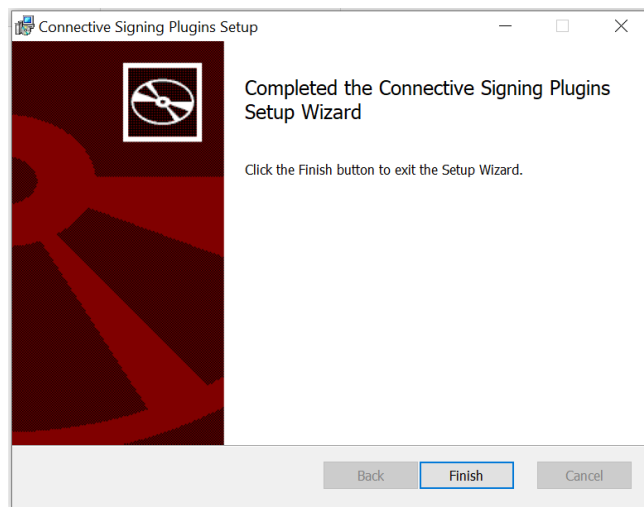 Connective Signing Plugins Setup
Completed the Connective Signing Plugins
Setup Wizard
Click the Finish button to exit the Setup Wizard.
Back
Finish
Cancel